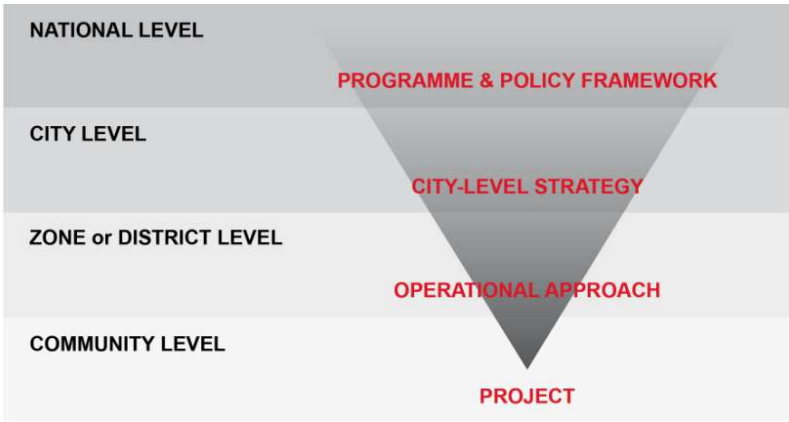 NATIONAL LEVEL
PROGRAMME & POLICY FRAMEWORK
CITY LEVEL
CITY-LEVEL STRATEGY
ZONE or DISTRICT LEVEL
OPERATIONAL APPROACH
COMMUNITY LEVEL
PROJECT